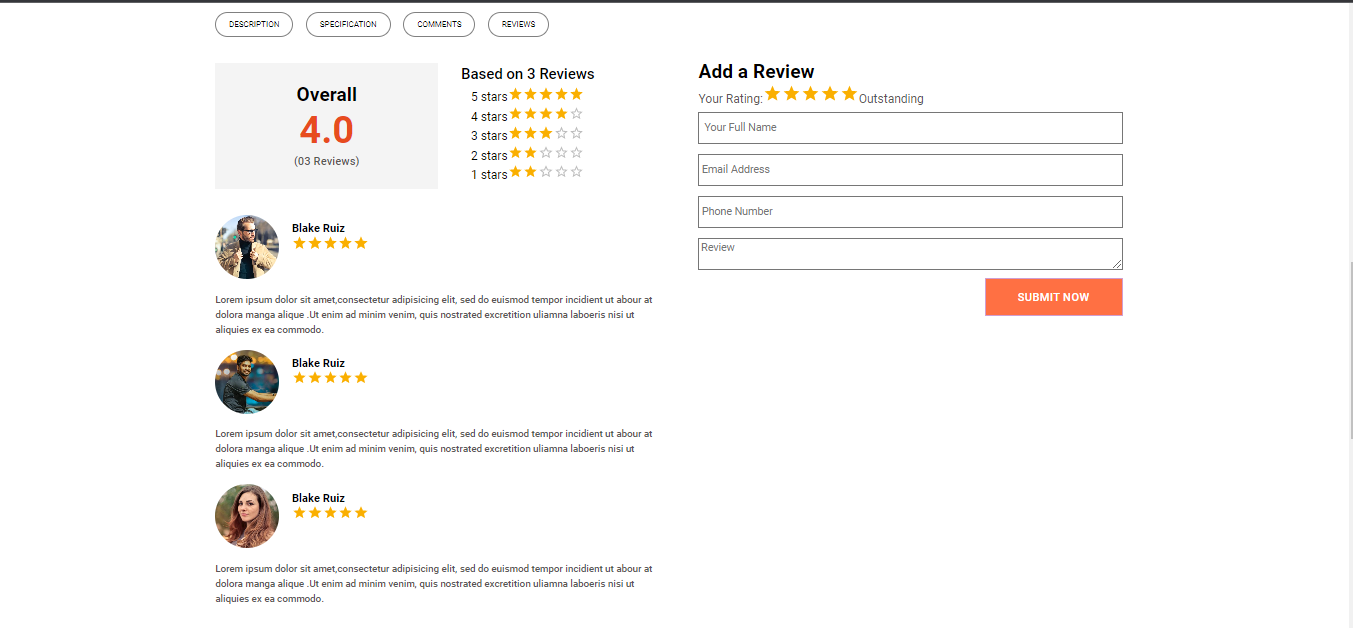 DESCRIPTION SPECIFICATION COMMENTS REVIEWS
Overall
4.0
(03 Reviews)
Based on 3 Reviews
5 stars
4 stars
3 stars
2 stars
1 stars
Blake Ruiz
Lorem ipsum dolor sit amet,consectetur adipisicing elit, sed do euismod tempor incidient ut abour at
dolora manga alique .Ut enim ad minim venim, quis nostrated excretition uliamna laboeris nisi ut
aliquies ex ea commodo.
Blake Ruiz
Lorem ipsum dolor sit amet,consectetur adipisicing elit, sed do euismod tempor incidient ut abour at
dolora manga alique .Ut enim ad minim venim, quis nostrated excretition uliamna laboeris nisi ut
aliquies ex ea commodo.
Blake Ruiz
Lorem ipsum dolor sit amet,consectetur adipisicing elit, sed do euismod tempor incidient ut abour at
dolora manga alique .Ut enim ad minim venim, quis nostrated excretition uliamna laboeris nisi ut
aliquies ex ea commodo.
Add a Review
Your Rating: Outstanding
Your Full Name
Email Address
Phone Number
Review
SUBMIT NOW